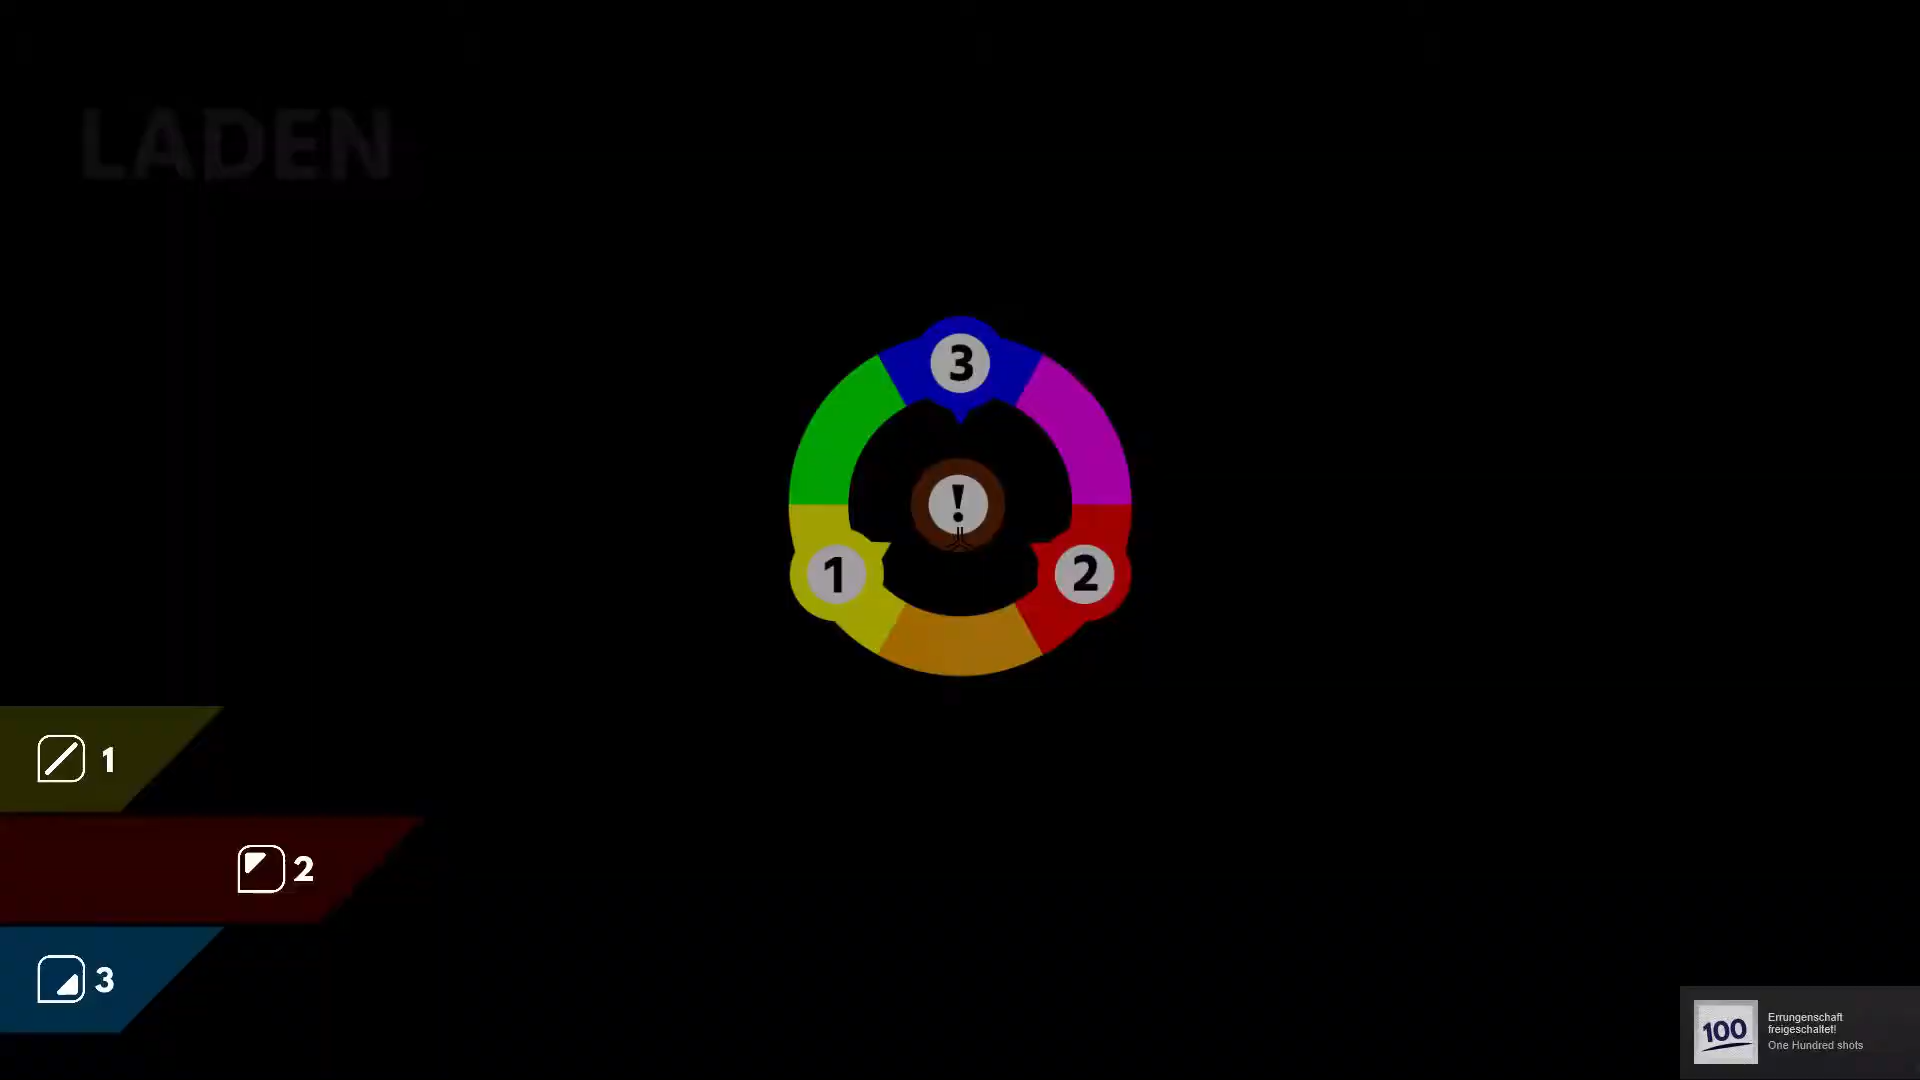 LADEN
3
!
1
2
1
2
3
100
Errungenschaft
freigeschaltet!
One Hundred shots